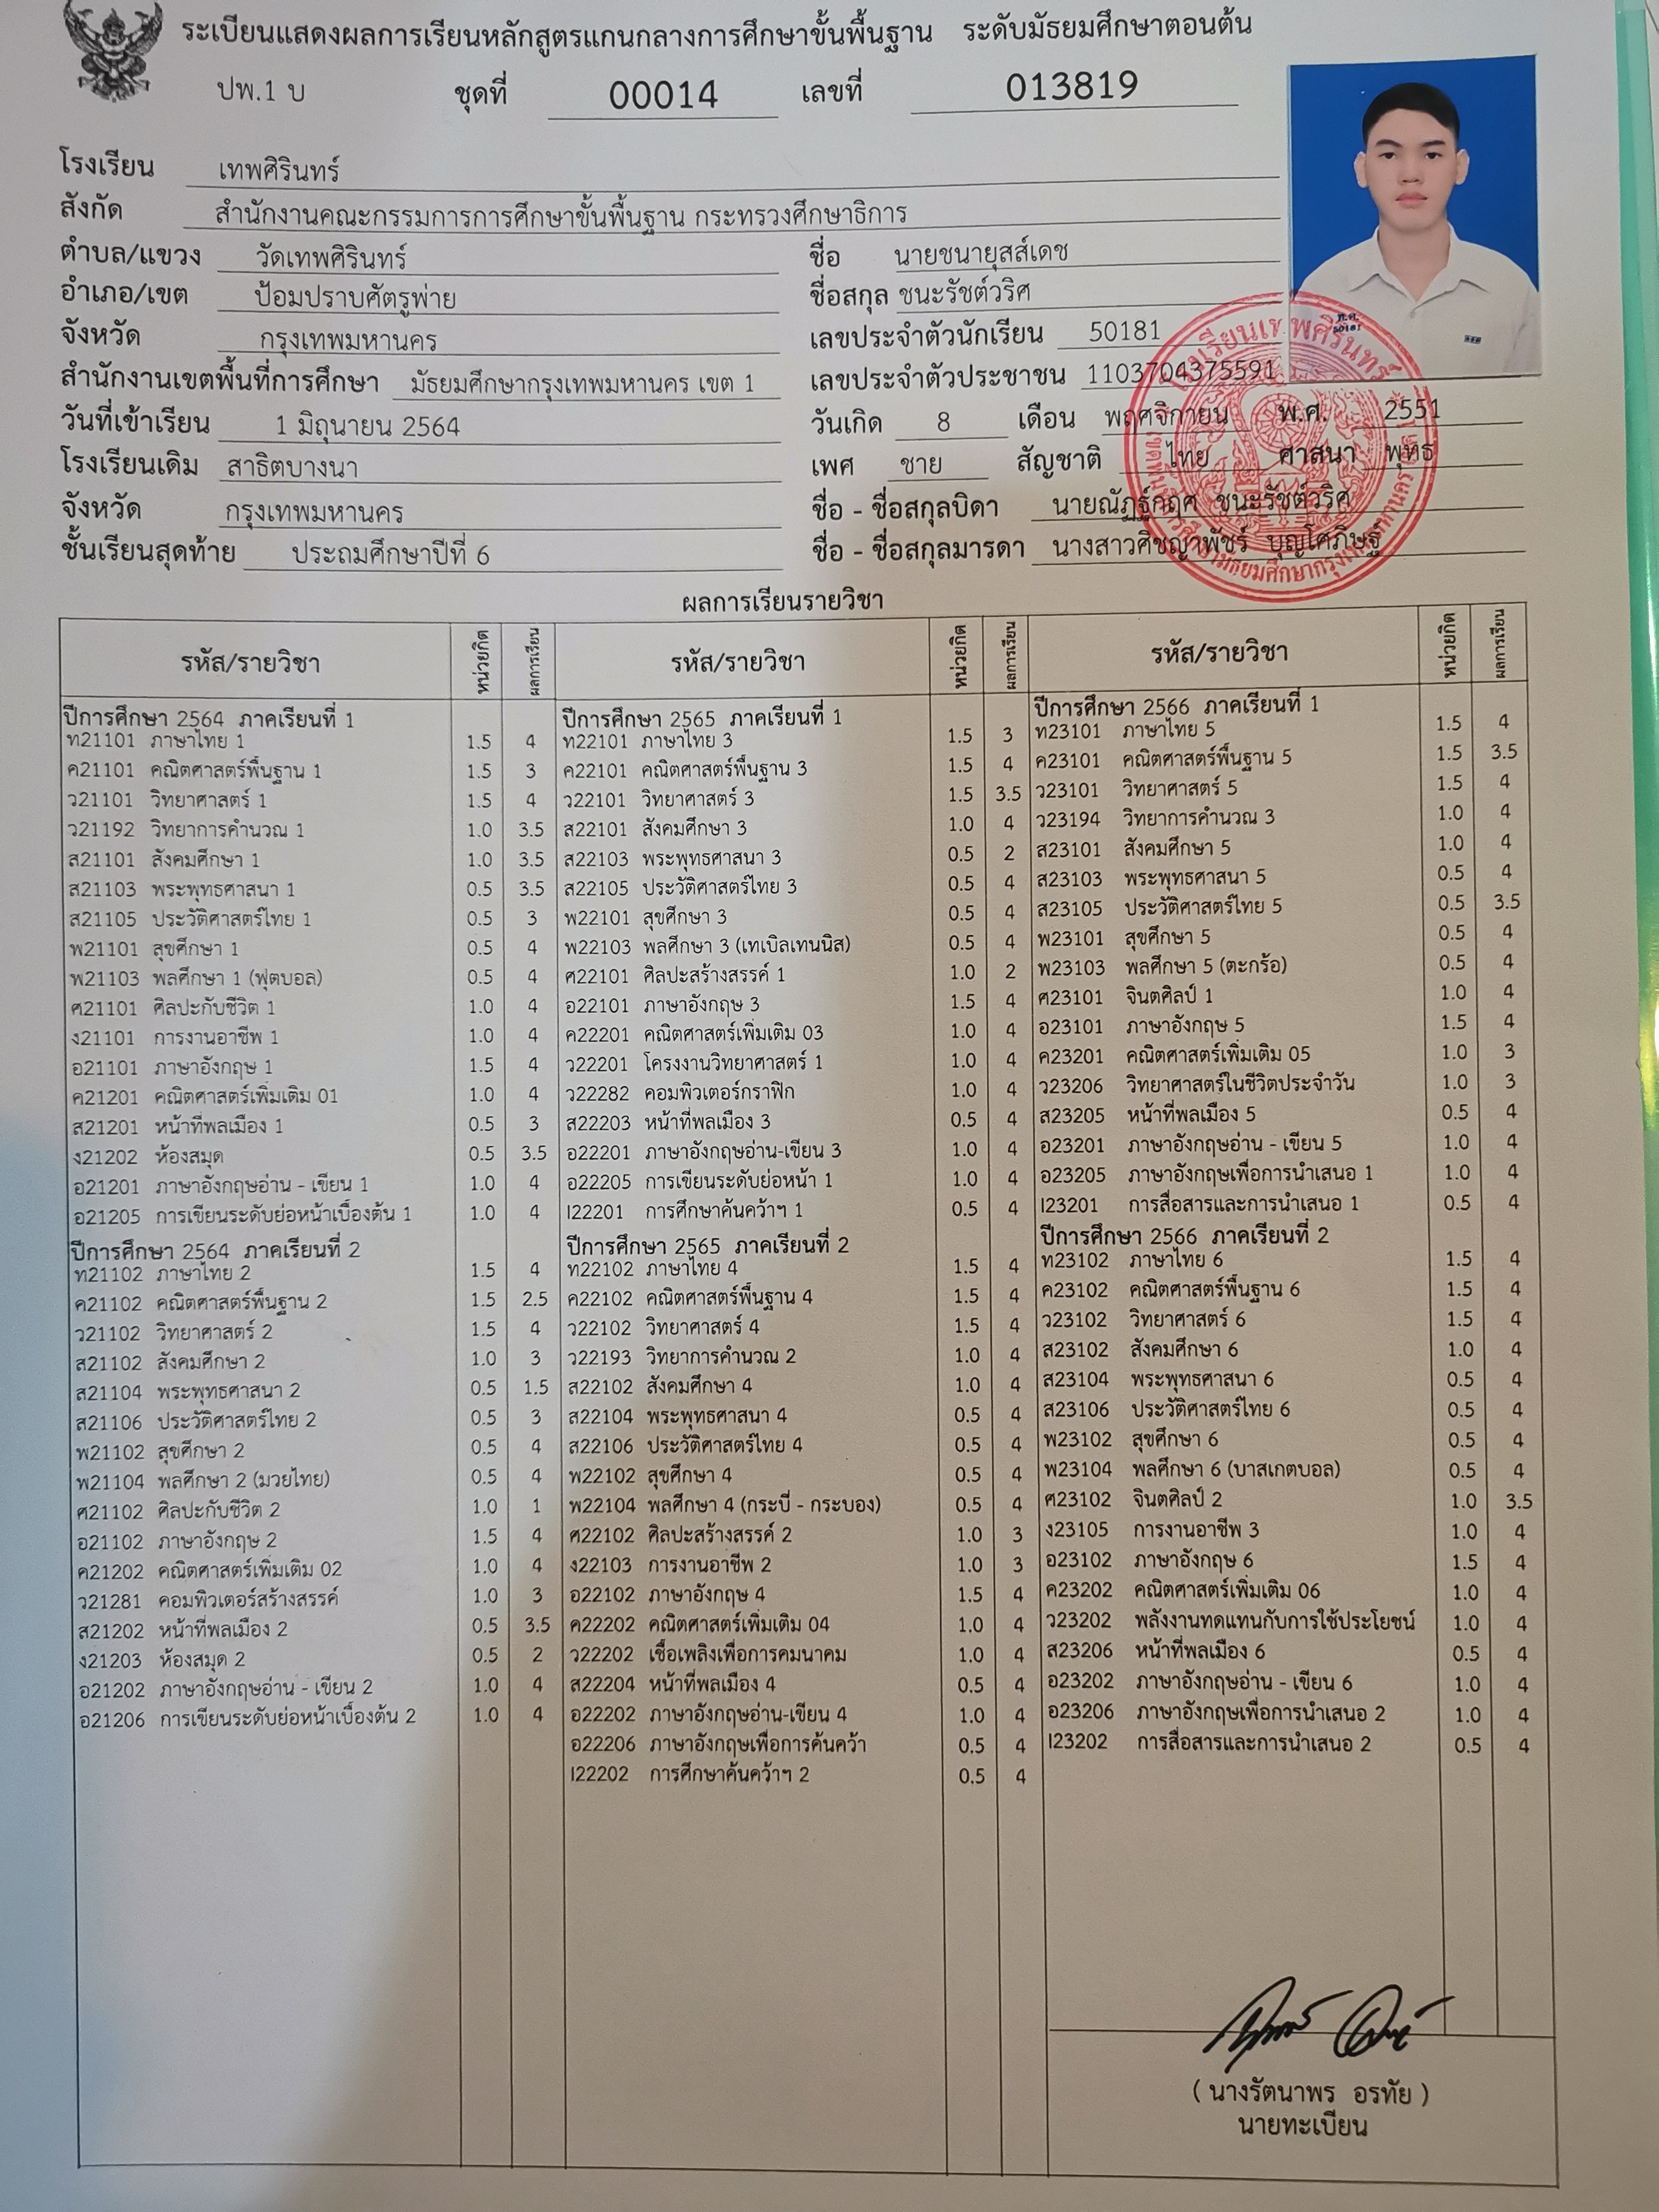 ระเบียนแสดงผลการเรียนหลักสูตรแกนกลางการศึกษาขั้นพื้นฐาน ระดับมัธยมศึกษาตอนต้น
ปพ.1 บ ชุดที่ 00014 เลขที่ 013819
โรงเรียน เทพศิรินทร์
สังกัด สำนักงานคณะกรรมการการศึกษาขั้นพื้นฐาน กระทรวงศึกษาธิการ
ตำบล/แขวง วัดเทพศิรินทร์
อำเภอ/เขต ป้อมปราบศัตรูพ่าย
จังหวัด กรุงเทพมหานคร
สำนักงานเขตพื้นที่การศึกษา มัธยมศึกษากรุงเทพมหานคร เขต 1
วันที่เข้าเรียน 1 มิถุนายน 2564
โรงเรียนเดิม สาธิตบางนา
จังหวัด กรุงเทพมหานคร
ชั้นเรียนสุดท้าย ประถมศึกษาปีที่ 6
ชื่อ นายชนายุสส์เดช
ชื่อสกุล ชนะรัชต์วริศ
เลขประจำตัวนักเรียน 50181
เลขประจำตัวประชาชน 1103704375591
วันเกิด 8 เดือน พฤศจิกายน พ.ศ. 2551
เพศ ชาย สัญชาติ ไทย ศาสนา พุทธ
ชื่อ - ชื่อสกุลบิดา นายณัฏฐ์กฤศ ชนะรัชต์วริศ
ชื่อ - ชื่อสกุลมารดา นางสาวศิชญาพัชร์ บุญโศภิษฐ์
ท.ศ.
50181
ผลการเรียนรายวิชา
รหัส/รายวิชา หน่วยกิต ผลการเรียน
ปีการศึกษา 2564 ภาคเรียนที่ 1
ท21101 ภาษาไทย 1 1.5 4
ค21101 คณิตศาสตร์พื้นฐาน 1 1.5 3
ว21101 วิทยาศาสตร์ 1 1.5 4
ว21192 วิทยาการคำนวณ 1 1.0 3.5
ส21101 สังคมศึกษา 1 1.0 3.5
ส21103 พระพุทธศาสนา 1 0.5 3.5
ส21105 ประวัติศาสตร์ไทย 1 0.5 3
พ21101 สุขศึกษา 1 0.5 4
พ21103 พลศึกษา 1 (ฟุตบอล) 0.5 4
ศ21101 ศิลปะกับชีวิต 1 1.0 4
ง21101 การงานอาชีพ 1 1.0 4
อ21101 ภาษาอังกฤษ 1 1.5 4
ค21201 คณิตศาสตร์เพิ่มเติม 01 1.0 4
ส21201 หน้าที่พลเมือง 1 0.5 3
ง21202 ห้องสมุด 0.5 3.5
อ21201 ภาษาอังกฤษอ่าน - เขียน 1 1.0 4
อ21205 การเขียนระดับย่อหน้าเบื้องต้น 1 1.0 4
ปีการศึกษา 2564 ภาคเรียนที่ 2
ท21102 ภาษาไทย 2 1.5 4
ค21102 คณิตศาสตร์พื้นฐาน 2 1.5 2.5
ว21102 วิทยาศาสตร์ 2 1.5 4
ส21102 สังคมศึกษา 2 1.0 3
ส21104 พระพุทธศาสนา 2 0.5 1.5
ส21106 ประวัติศาสตร์ไทย 2 0.5 3
พ21102 สุขศึกษา 2 0.5 4
พ21104 พลศึกษา 2 (มวยไทย) 0.5 4
ศ21102 ศิลปะกับชีวิต 2 1.0 1
อ21102 ภาษาอังกฤษ 2 1.5 4
ค21202 คณิตศาสตร์เพิ่มเติม 02 1.0 4
ว21281 คอมพิวเตอร์สร้างสรรค์ 1.0 3
ส21202 หน้าที่พลเมือง 2 0.5 3.5
ง21203 ห้องสมุด 2 0.5 2
อ21202 ภาษาอังกฤษอ่าน - เขียน 2 1.0 4
อ21206 การเขียนระดับย่อหน้าเบื้องต้น 2 1.0 4
รหัส/รายวิชา หน่วยกิต ผลการเรียน
ปีการศึกษา 2565 ภาคเรียนที่ 1
ท22101 ภาษาไทย 3 1.5 3
ค22101 คณิตศาสตร์พื้นฐาน 3 1.5 4
ว22101 วิทยาศาสตร์ 3 1.5 3.5
ส22101 สังคมศึกษา 3 1.0 4
ส22103 พระพุทธศาสนา 3 0.5 2
ส22105 ประวัติศาสตร์ไทย 3 0.5 4
พ22101 สุขศึกษา 3 0.5 4
พ22103 พลศึกษา 3 (เทเบิลเทนนิส) 0.5 4
ศ22101 ศิลปะสร้างสรรค์ 1 1.0 2
อ22101 ภาษาอังกฤษ 3 1.5 4
ค22201 คณิตศาสตร์เพิ่มเติม 03 1.0 4
ว22201 โครงงานวิทยาศาสตร์ 1 1.0 4
ว22282 คอมพิวเตอร์กราฟิก 1.0 4
ส22203 หน้าที่พลเมือง 3 0.5 4
อ22201 ภาษาอังกฤษอ่าน-เขียน 3 1.0 4
อ22205 การเขียนระดับย่อหน้า 1 1.0 4
I22201 การศึกษาค้นคว้าฯ 1 0.5 4
ปีการศึกษา 2565 ภาคเรียนที่ 2
ท22102 ภาษาไทย 4 1.5 4
ค22102 คณิตศาสตร์พื้นฐาน 4 1.5 4
ว22102 วิทยาศาสตร์ 4 1.5 4
ว22193 วิทยาการคำนวณ 2 1.0 4
ส22102 สังคมศึกษา 4 1.0 4
ส22104 พระพุทธศาสนา 4 0.5 4
ส22106 ประวัติศาสตร์ไทย 4 0.5 4
พ22102 สุขศึกษา 4 0.5 4
พ22104 พลศึกษา 4 (กระบี่ - กระบอง) 0.5 4
ศ22102 ศิลปะสร้างสรรค์ 2 1.0 3
ง22103 การงานอาชีพ 2 1.0 3
อ22102 ภาษาอังกฤษ 4 1.5 4
ค22202 คณิตศาสตร์เพิ่มเติม 04 1.0 4
ว22202 เชื้อเพลิงเพื่อการคมนาคม 1.0 4
ส22204 หน้าที่พลเมือง 4 0.5 4
อ22202 ภาษาอังกฤษอ่าน-เขียน 4 1.0 4
อ22206 ภาษาอังกฤษเพื่อการค้นคว้า 0.5 4
I22202 การศึกษาค้นคว้าฯ 2 0.5 4
รหัส/รายวิชา หน่วยกิต ผลการเรียน
ปีการศึกษา 2566 ภาคเรียนที่ 1
ท23101 ภาษาไทย 5 1.5 4
ค23101 คณิตศาสตร์พื้นฐาน 5 1.5 3.5
ว23101 วิทยาศาสตร์ 5 1.5 4
ว23194 วิทยาการคำนวณ 3 1.0 4
ส23101 สังคมศึกษา 5 1.0 4
ส23103 พระพุทธศาสนา 5 0.5 4
ส23105 ประวัติศาสตร์ไทย 5 0.5 3.5
พ23101 สุขศึกษา 5 0.5 4
พ23103 พลศึกษา 5 (ตะกร้อ) 0.5 4
ศ23101 จินตศิลป์ 1 1.0 4
อ23101 ภาษาอังกฤษ 5 1.5 4
ค23201 คณิตศาสตร์เพิ่มเติม 05 1.0 3
ว23206 วิทยาศาสตร์ในชีวิตประจำวัน 1.0 3
ส23205 หน้าที่พลเมือง 5 0.5 4
อ23201 ภาษาอังกฤษอ่าน - เขียน 5 1.0 4
อ23205 ภาษาอังกฤษเพื่อการนำเสนอ 1 1.0 4
I23201 การสื่อสารและการนำเสนอ 1 0.5 4
ปีการศึกษา 2566 ภาคเรียนที่ 2
ท23102 ภาษาไทย 6 1.5 4
ค23102 คณิตศาสตร์พื้นฐาน 6 1.5 4
ว23102 วิทยาศาสตร์ 6 1.5 4
ส23102 สังคมศึกษา 6 1.0 4
ส23104 พระพุทธศาสนา 6 0.5 4
ส23106 ประวัติศาสตร์ไทย 6 0.5 4
พ23102 สุขศึกษา 6 0.5 4
พ23104 พลศึกษา 6 (บาสเกตบอล) 0.5 4
ศ23102 จินตศิลป์ 2 1.0 3.5
ง23105 การงานอาชีพ 3 1.0 4
อ23102 ภาษาอังกฤษ 6 1.5 4
ค23202 คณิตศาสตร์เพิ่มเติม 06 1.0 4
ว23202 พลังงานทดแทนกับการใช้ประโยชน์ 1.0 4
ส23206 หน้าที่พลเมือง 6 0.5 4
อ23202 ภาษาอังกฤษอ่าน - เขียน 6 1.0 4
อ23206 ภาษาอังกฤษเพื่อการนำเสนอ 2 1.0 4
I23202 การสื่อสารและการนำเสนอ 2 0.5 4
( นางรัตนาพร อรทัย )
นายทะเบียน